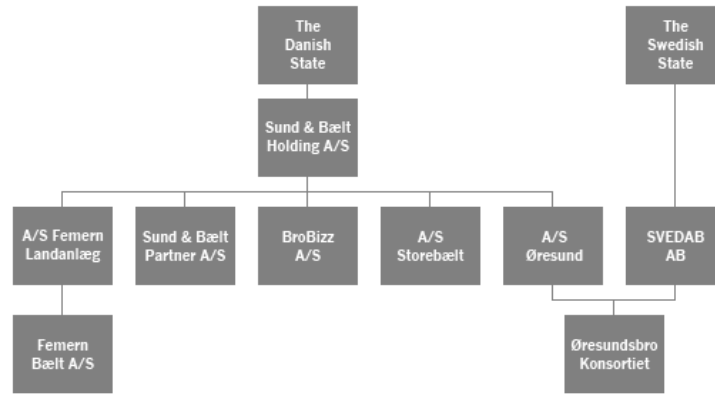 The
Danish
State
The
Swedish
State
Sund & Bælt
Holding A/S
A/S Femern
Landanlæg
Sund & Bælt
Partner A/S
BroBizz
A/S
A/S
Storebælt
A/S
Øresund
SVEDAB
AB
Femern
Bælt A/S
Øresundsbro
Konsortiet